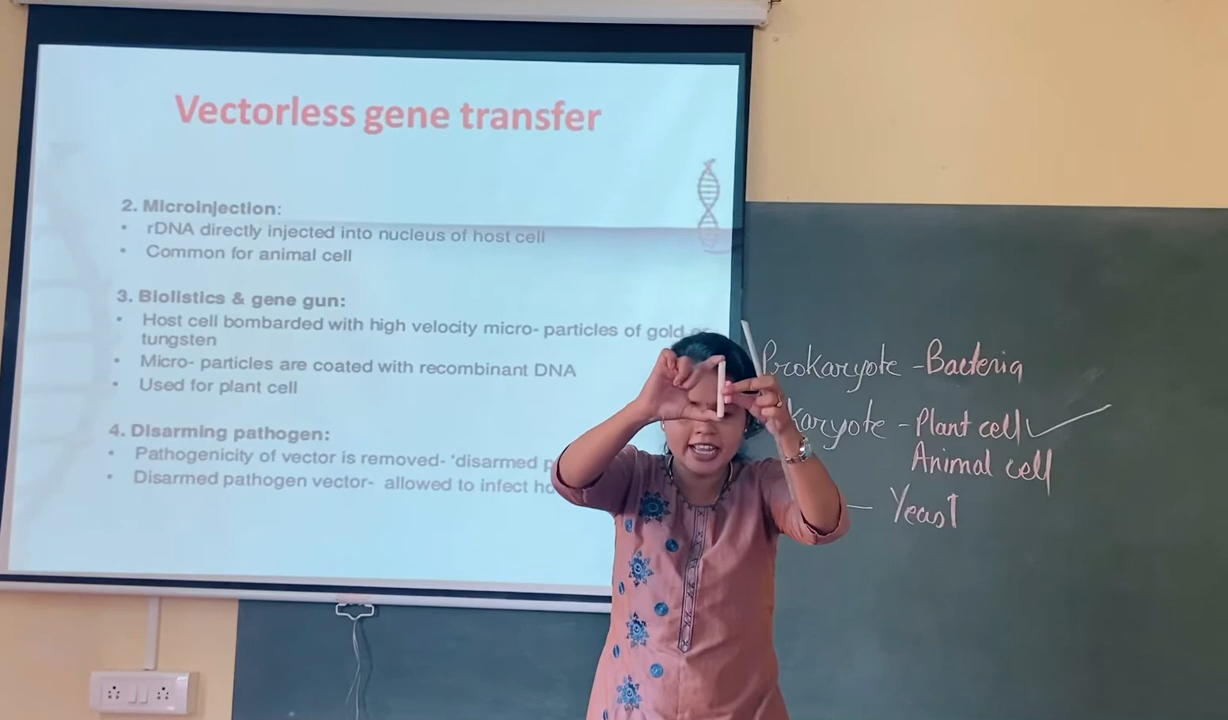 Vectorless gene transfer
2. Microinjection:
• rDNA directly injected into nucleus of host cell
• Common for animal cell
3. Biolistics & gene gun:
• Host cell bombarded with high velocity micro- particles of gold
tungsten
• Micro- particles are coated with recombinant DNA
• Used for plant cell
4. Disarming pathogen:
• Pathogenicity of vector is removed- 'disarmed
• Disarmed pathogen vector- allowed to infect
Prokaryote - Bacteria
karyote - Plant cell ✓
Animal cell
— Yeast